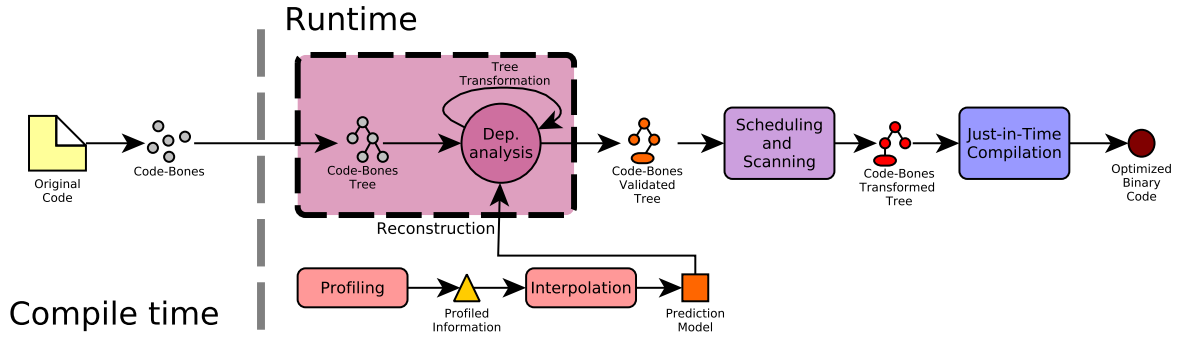 Runtime
Tree
Transformation
Dep.
analysis
Scheduling
and
Scanning
Just-in-Time
Compilation
Original
Code
Code-Bones
Code-Bones
Tree
Code-Bones
Validated
Tree
Code-Bones
Transformed
Tree
Optimized
Binary
Code
Reconstruction
Profiling
Interpolation
Profiled
Information
Prediction
Model
Compile time